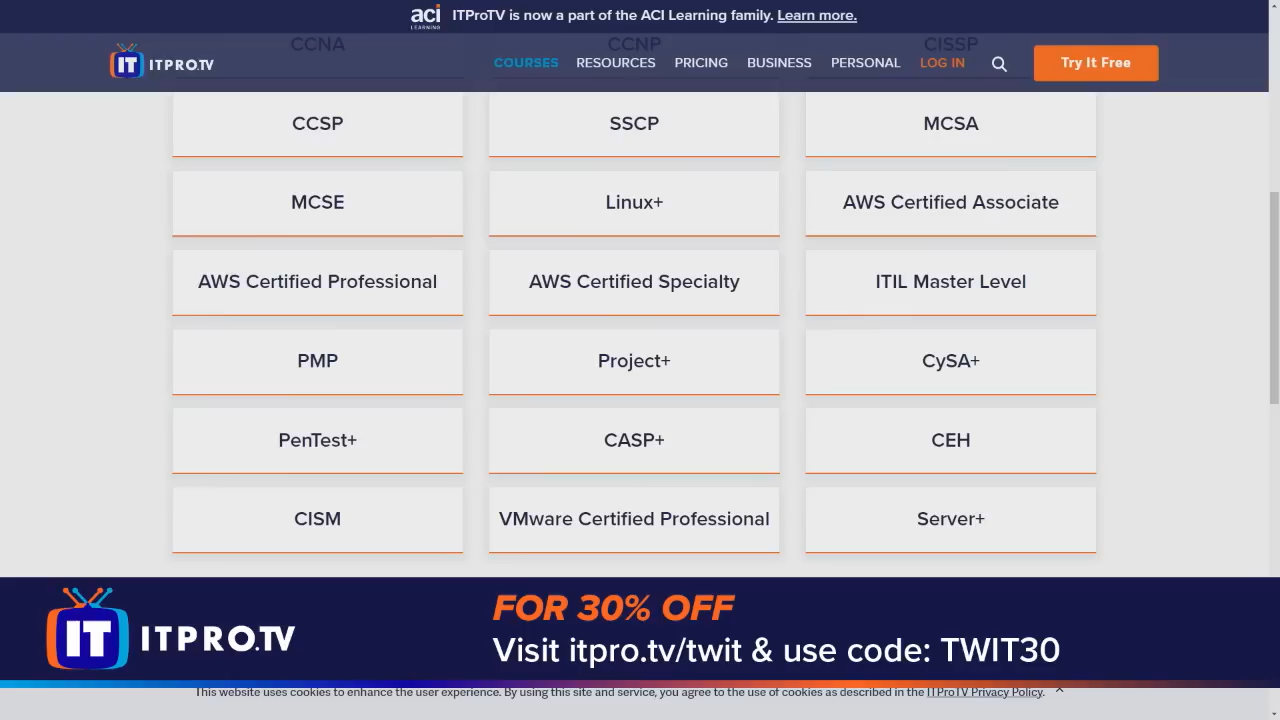 aci LEARNING ITProTV is now a part of the ACI Learning family. Learn more.
CCNA CCNP CISSP
IT ITPRO.TV COURSES RESOURCES PRICING BUSINESS PERSONAL LOG IN Try It Free
CCSP SSCP MCSA
MCSE Linux+ AWS Certified Associate
AWS Certified Professional AWS Certified Specialty ITIL Master Level
PMP Project+ CySA+
PenTest+ CASP+ CEH
CISM VMware Certified Professional Server+
FOR 30% OFF
IT ITPRO.TV Visit itpro.tv/twit & use code: TWIT30
This website uses cookies to enhance the user experience. By using this site and service, you agree to the use of cookies as described in the ITProTV Privacy Policy.